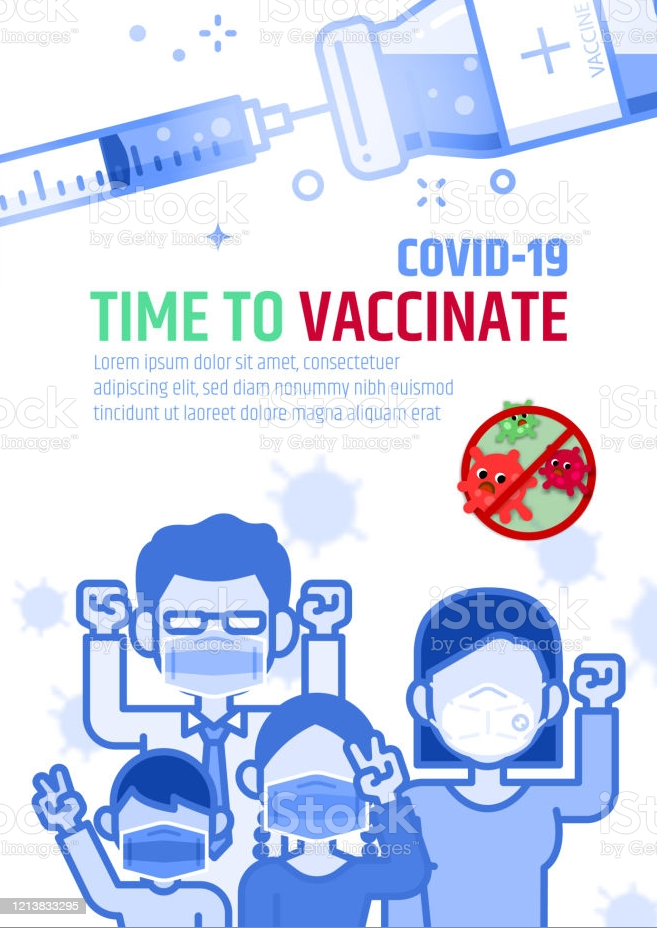 VACCINE
COVID-19
TIME TO VACCINATE
Lorem ipsum dolor sit amet, consectetuer
adipiscing elit, sed diam nonummy nibh euismod
tincidunt ut laoreet dolore magna aliquam erat
iStock
by Getty Images™
1213833295